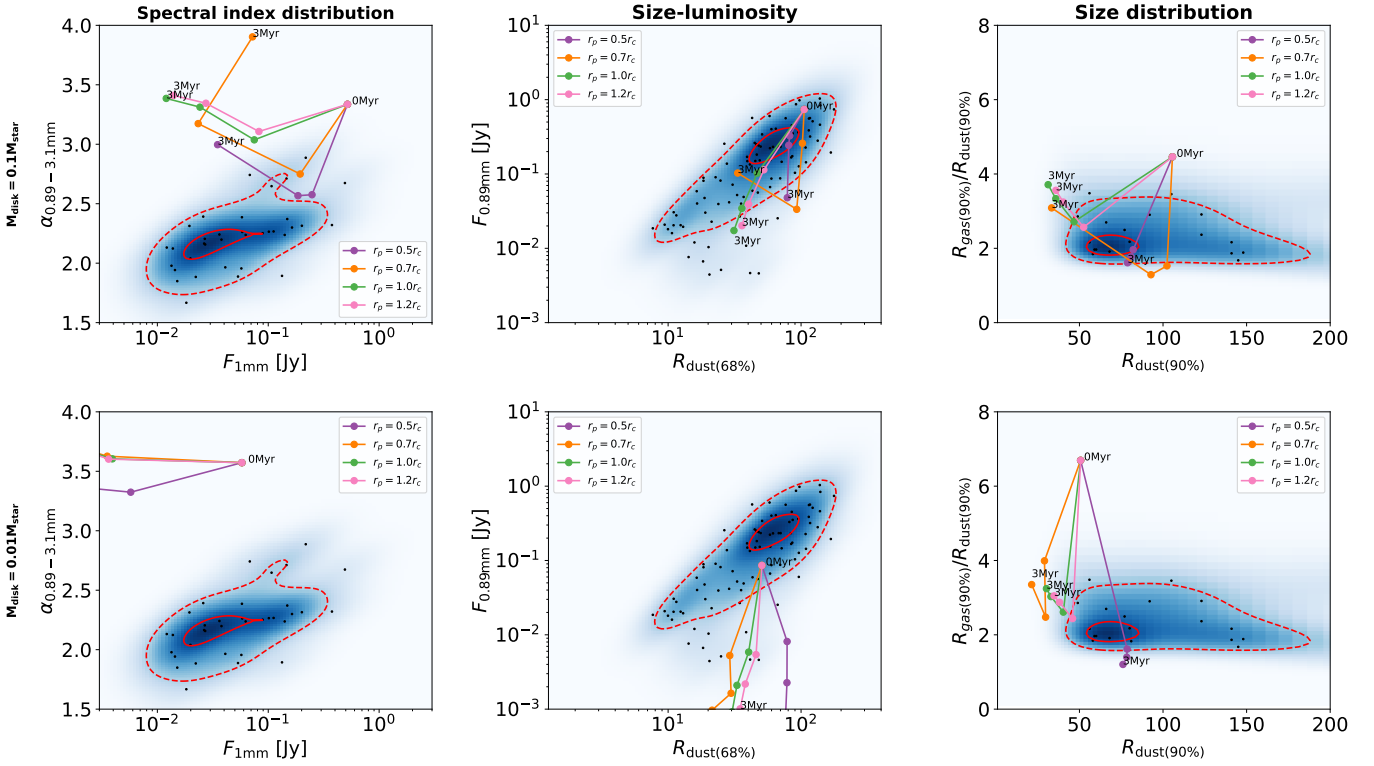 Spectral index distribution
Size-luminosity
Size distribution
M_disk = 0.1M_star
α_0.89 − 3.1mm
4.0
3.5
3.0
2.5
2.0
1.5
3Myr
3Myr
3Myr
3Myr
0Myr
r_p = 0.5r_c
r_p = 0.7r_c
r_p = 1.0r_c
r_p = 1.2r_c
10^−2 10^−1 10^0
F_1mm [Jy]
F_0.89mm [Jy]
10^1
10^0
10^−1
10^−2
10^−3
r_p = 0.5r_c
r_p = 0.7r_c
r_p = 1.0r_c
r_p = 1.2r_c
0Myr
3Myr
3Myr
3Myr
3Myr
10^1 10^2
R_dust(68%)
R_gas(90%)/R_dust(90%)
8
6
4
2
0
r_p = 0.5r_c
r_p = 0.7r_c
r_p = 1.0r_c
r_p = 1.2r_c
0Myr
3Myr
3Myr
3Myr
3Myr
50 100 150 200
R_dust(90%)
M_disk = 0.01M_star
α_0.89 − 3.1mm
4.0
3.5
3.0
2.5
2.0
1.5
r_p = 0.5r_c
r_p = 0.7r_c
r_p = 1.0r_c
r_p = 1.2r_c
0Myr
10^−2 10^−1 10^0
F_1mm [Jy]
F_0.89mm [Jy]
10^1
10^0
10^−1
10^−2
10^−3
r_p = 0.5r_c
r_p = 0.7r_c
r_p = 1.0r_c
r_p = 1.2r_c
0Myr
3Myr
10^1 10^2
R_dust(68%)
R_gas(90%)/R_dust(90%)
8
6
4
2
0
r_p = 0.5r_c
r_p = 0.7r_c
r_p = 1.0r_c
r_p = 1.2r_c
0Myr
3Myr
3Myr
3Myr
3Myr
50 100 150 200
R_dust(90%)